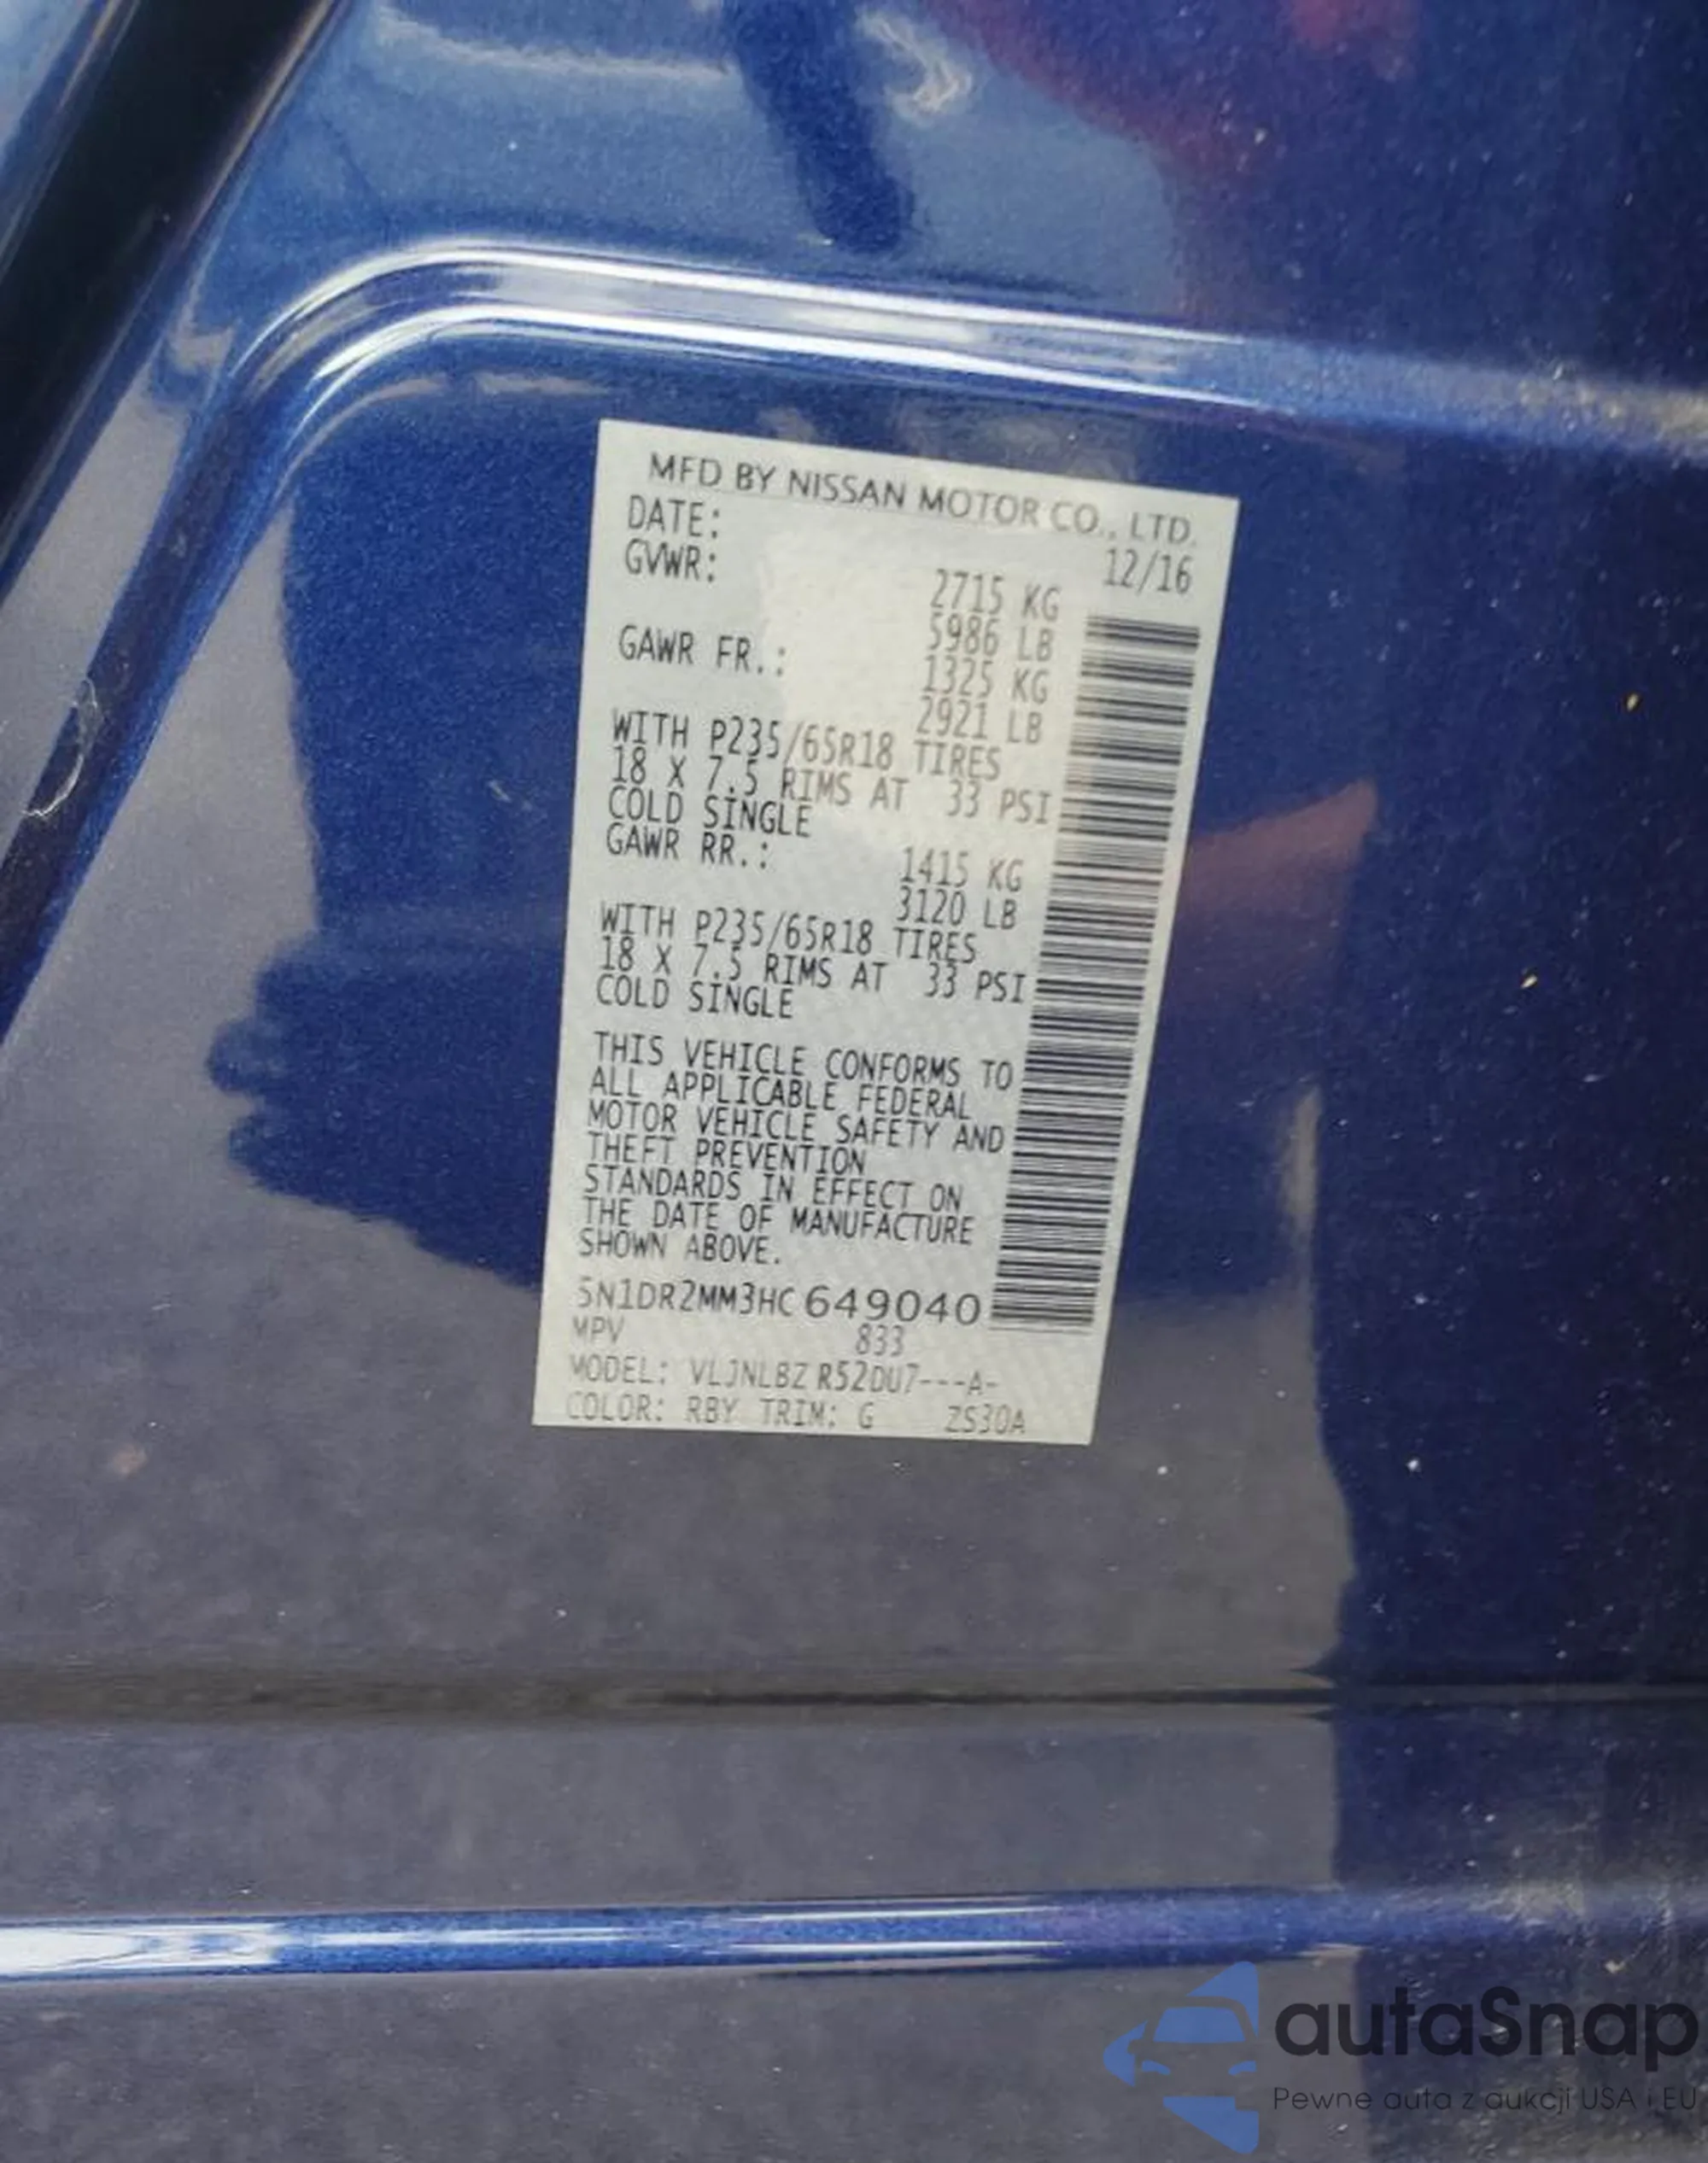 MFD BY NISSAN MOTOR CO., LTD.
DATE: 12/16
GVWR: 2715 KG
5986 LB
GAWR FR.: 1325 KG
2921 LB
WITH P235/65R18 TIRES
18 X 7.5 RIMS AT 33 PSI
COLD SINGLE
GAWR RR.: 1415 KG
3120 LB
WITH P235/65R18 TIRES
18 X 7.5 RIMS AT 33 PSI
COLD SINGLE
THIS VEHICLE CONFORMS TO
ALL APPLICABLE FEDERAL
MOTOR VEHICLE SAFETY AND
THEFT PREVENTION
STANDARDS IN EFFECT ON
THE DATE OF MANUFACTURE
SHOWN ABOVE.
5N1DR2MM3HC649040
MPV 833
MODEL: VLJNLBZ R52DU7---A-
COLOR: RBY TRIM: G ZS30A
autaSnap
Pewne auta z aukcji USA i EU